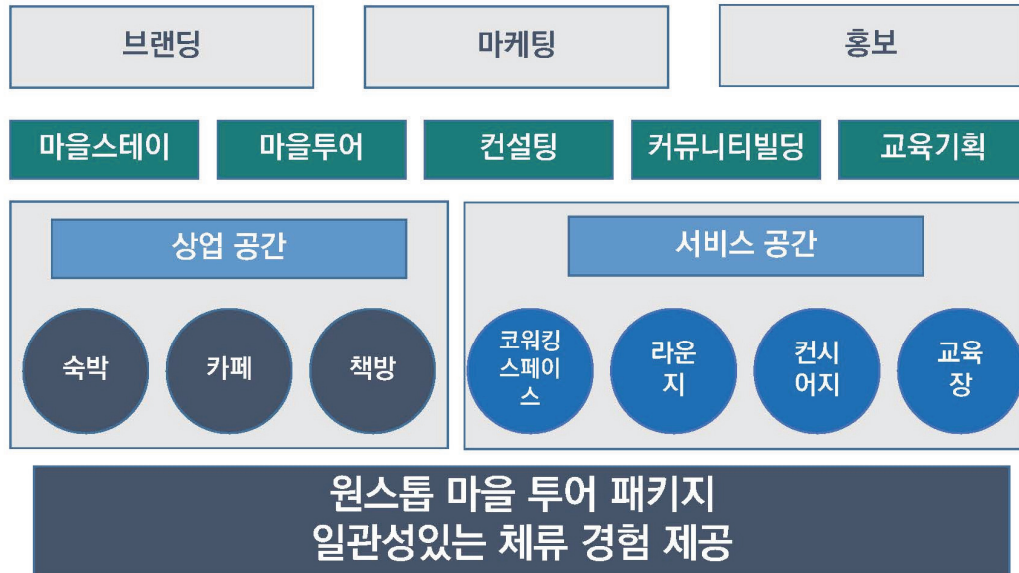 브랜딩
마케팅
홍보
마을스테이
마을투어
컨설팅
커뮤니티빌딩
교육기획
상업 공간
숙박
카페
책방
서비스 공간
코워킹
스페이
스
라운
지
컨시
어지
교육
장
원스톱 마을 투어 패키지
일관성있는 체류 경험 제공